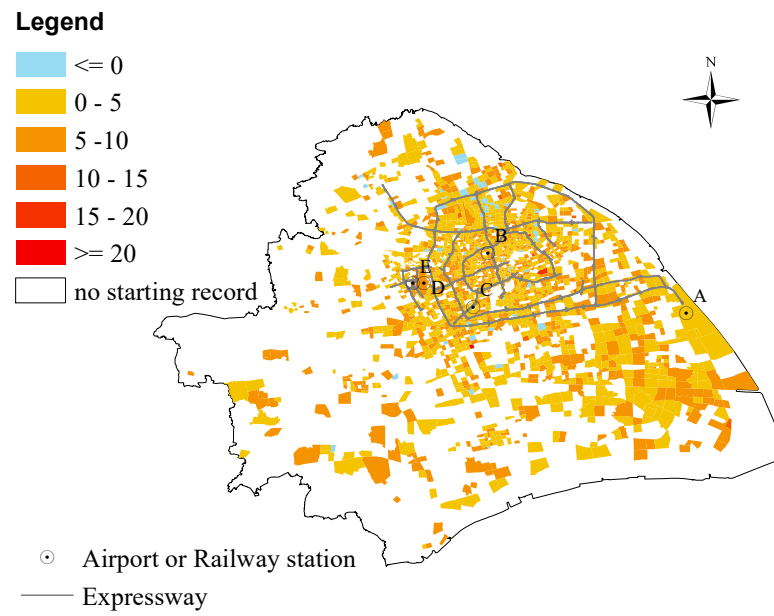 Legend
<= 0
0 - 5
5 -10
10 - 15
15 - 20
>= 20
no starting record
N
B
E
D
C
A
Airport or Railway station
Expressway